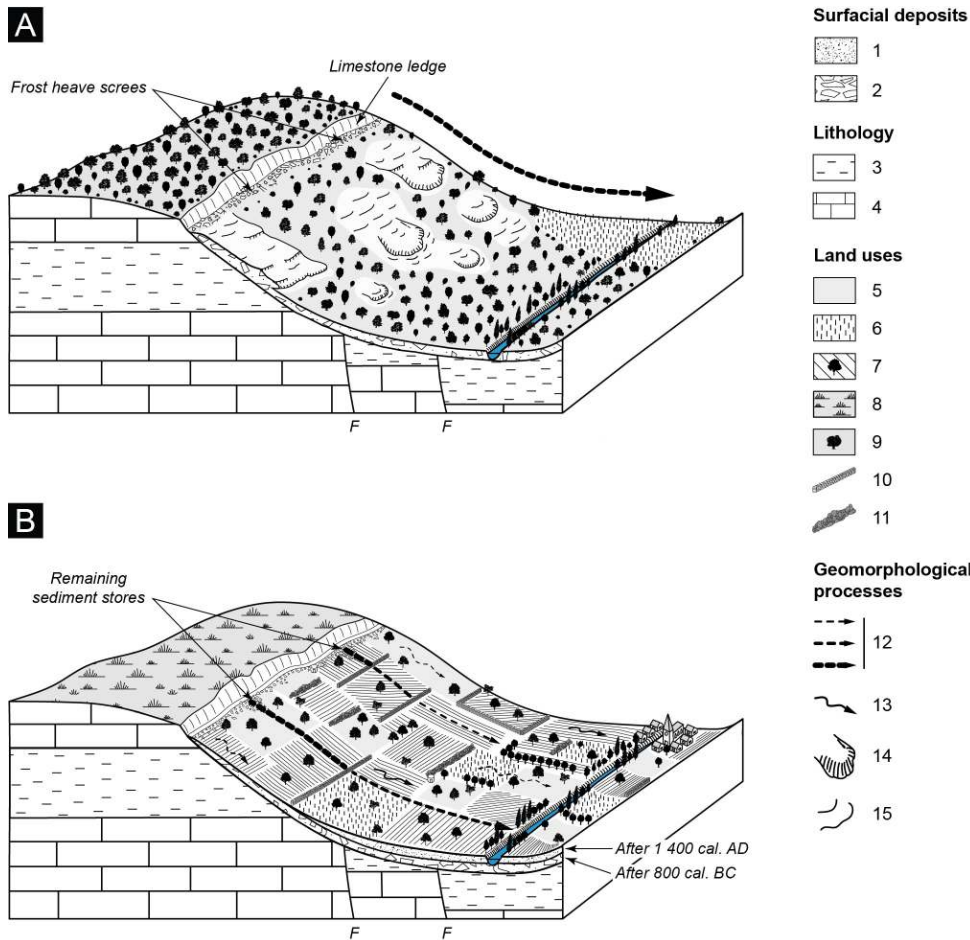 A
Limestone ledge
Frost heave screes
F F
B
Remaining
sediment stores
After 1 400 cal. AD
After 800 cal. BC
F F
Surfacial deposits
1
2
Lithology
3
4
Land uses
5
6
7
8
9
10
11
Geomorphological
processes
12
13
14
15